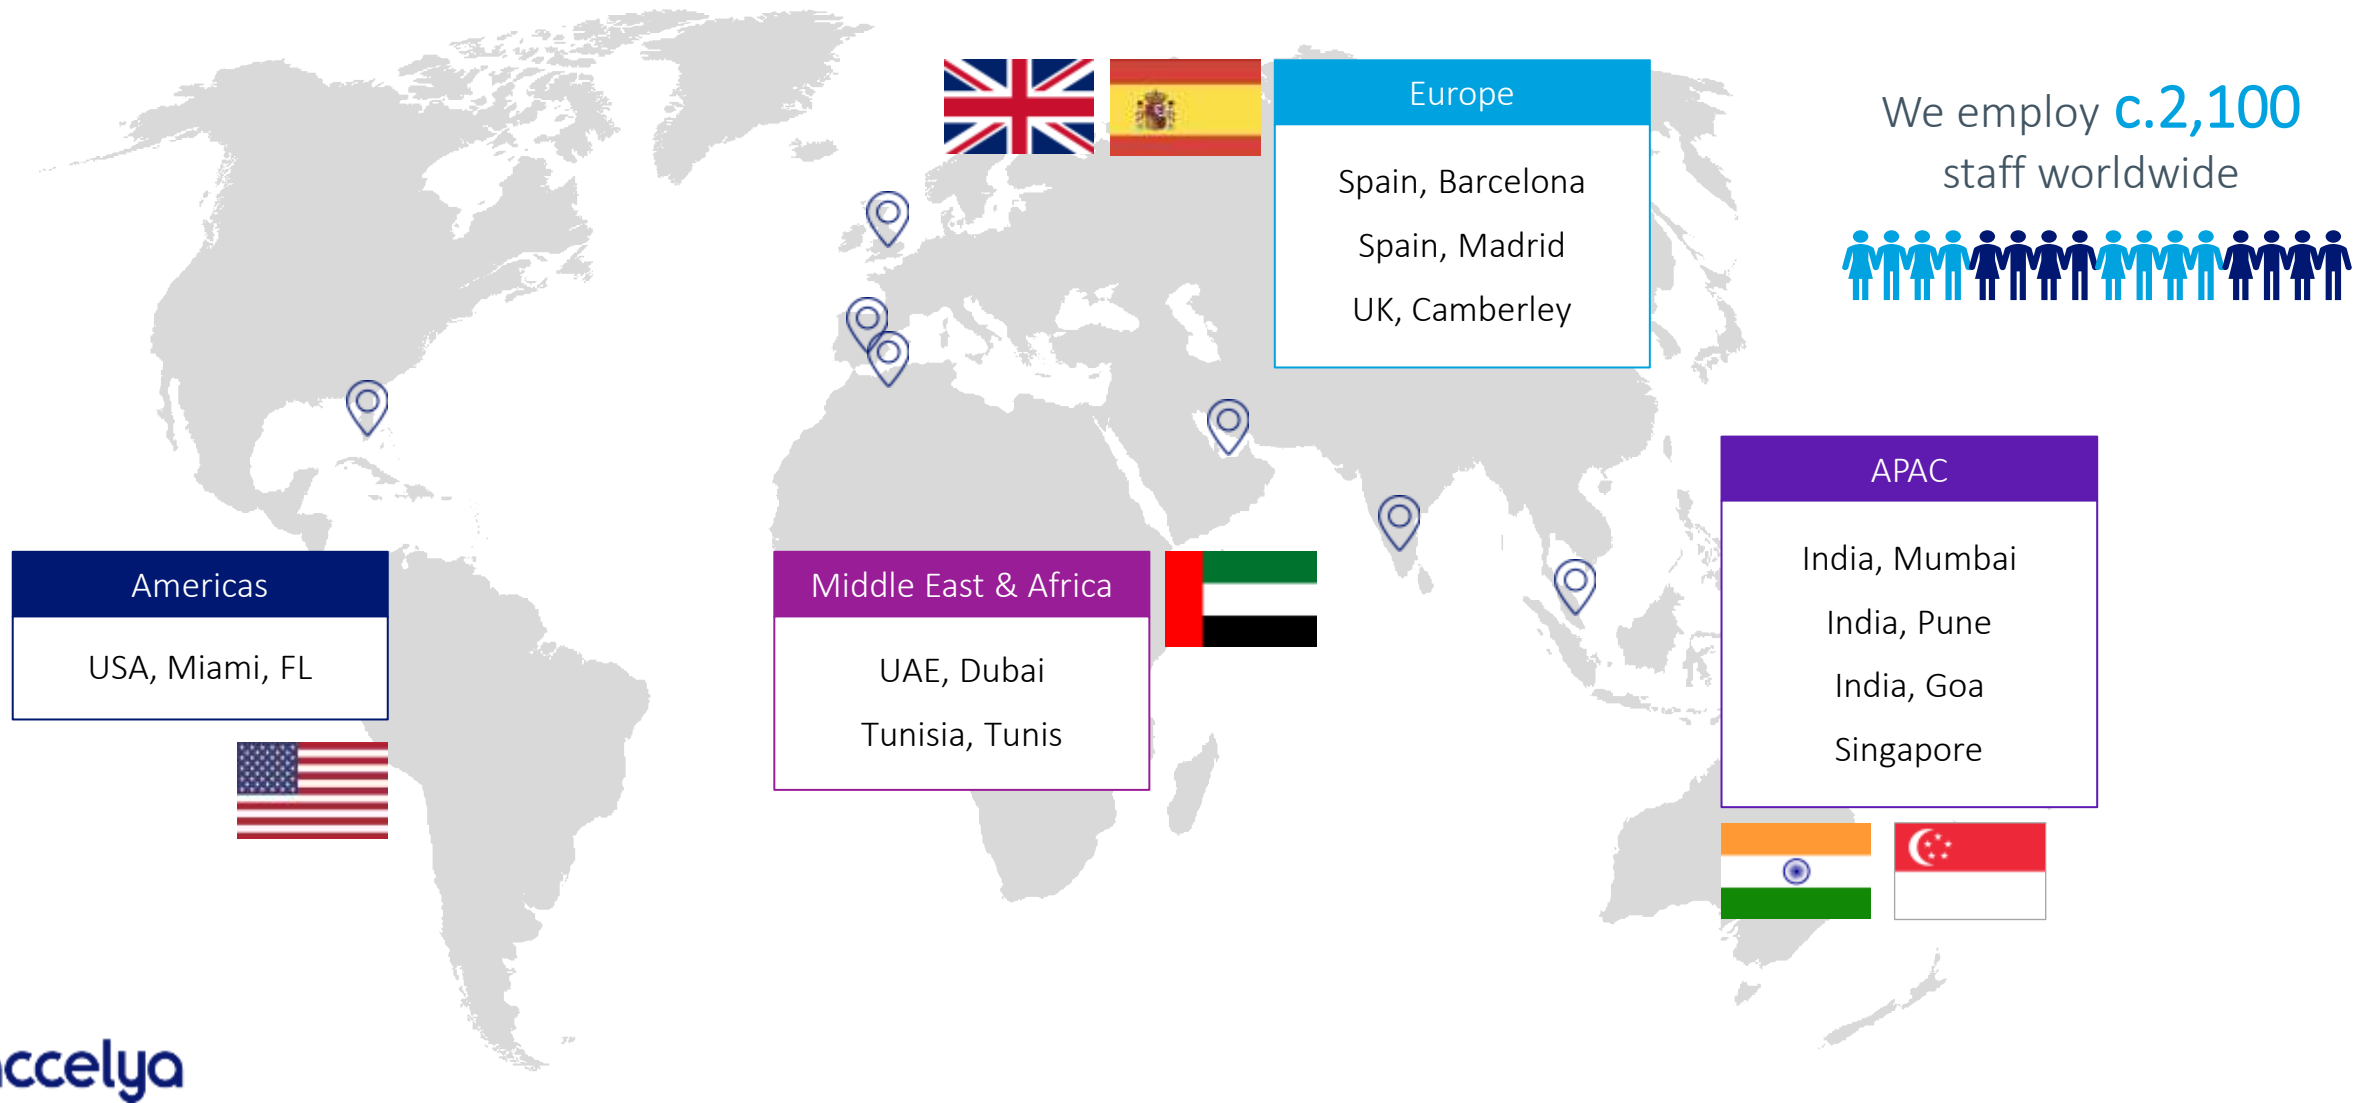 Europe
Spain, Barcelona
Spain, Madrid
UK, Camberley
We employ c.2,100
staff worldwide
APAC
India, Mumbai
India, Pune
India, Goa
Singapore
Americas
USA, Miami, FL
Middle East & Africa
UAE, Dubai
Tunisia, Tunis
accelya